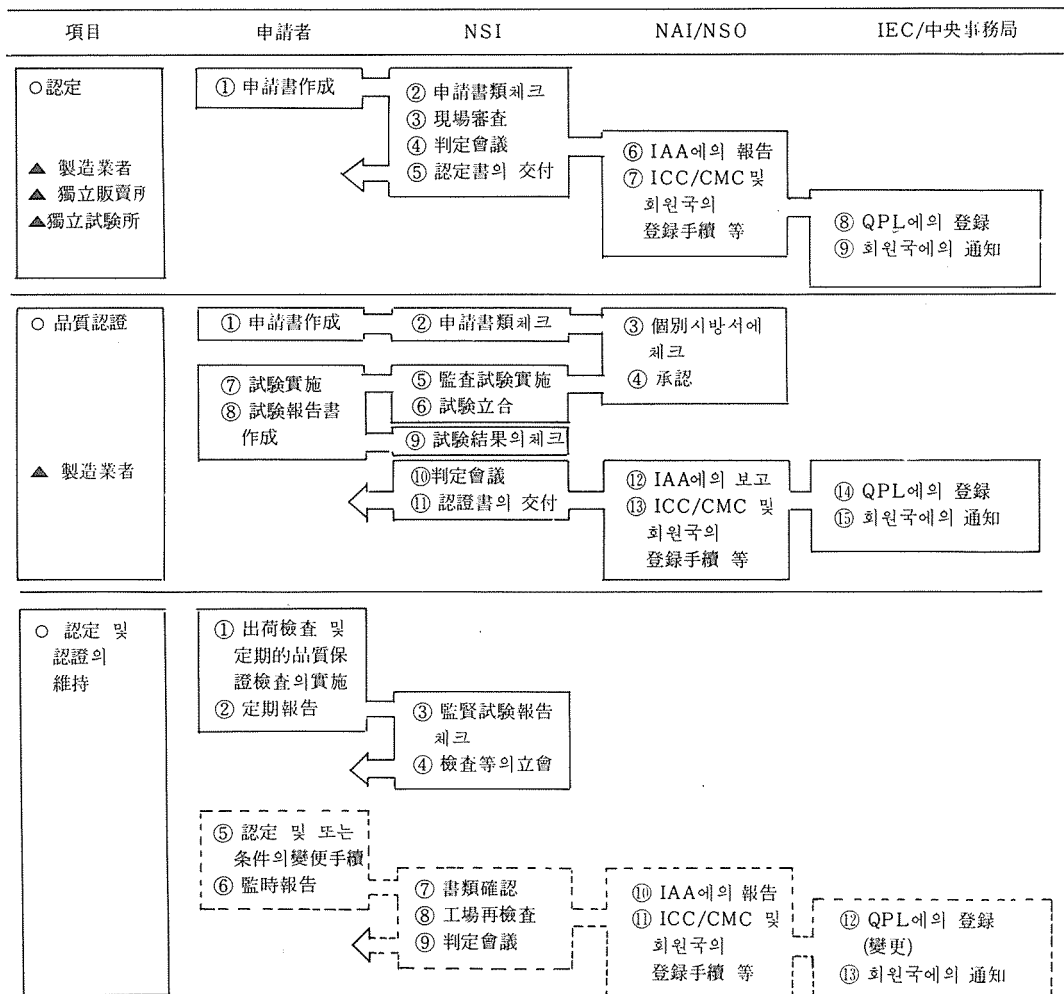 項目 申請者 NSI NAI/NSO IEC/中央事務局
○認定
▲ 製造業者
▲ 獨立販賣所
▲獨立試験所
① 申請書作成
② 申請書類체크
③ 現場審査
④ 判定會議
⑤ 認定書의 交付
⑥ IAA에의 報告
⑦ ICC/CMC 및
회원국의
登録手續 等
⑧ QPL에의 登録
⑨ 회원국에의 通知
○ 品質認證
▲ 製造業者
① 申請書作成
② 申請書類체크
③ 個別시방서에
체크
④ 承認
⑤ 監査試驗實施
⑥ 試驗立合
⑦ 試驗實施
⑧ 試驗報告書
作成
⑨ 試驗結果의 체크
⑩判定會議
⑪ 認證書의 交付
⑫ IAA에의 보고
⑬ ICC/CMC 및
회원국의
登録手續 等
⑭ QPL에의 登録
⑮ 회원국에의 通知
○ 認定 및
認證의
維持
① 出荷檢査 및
定期的品質保
證檢査의實施
② 定期報告
③ 監賢試驗報告
체크
④ 檢査等의立會
⑤ 認定 및 또는
条件의變便手續
⑥ 監時報告
⑦ 書類確認
⑧ 工場再檢査
⑨ 判定會議
⑩ IAA에의 報告
⑪ ICC/CMC 및
회원국의
登録手續 等
⑫ QPL에의 登録
(變更)
⑬ 회원국에의 通知